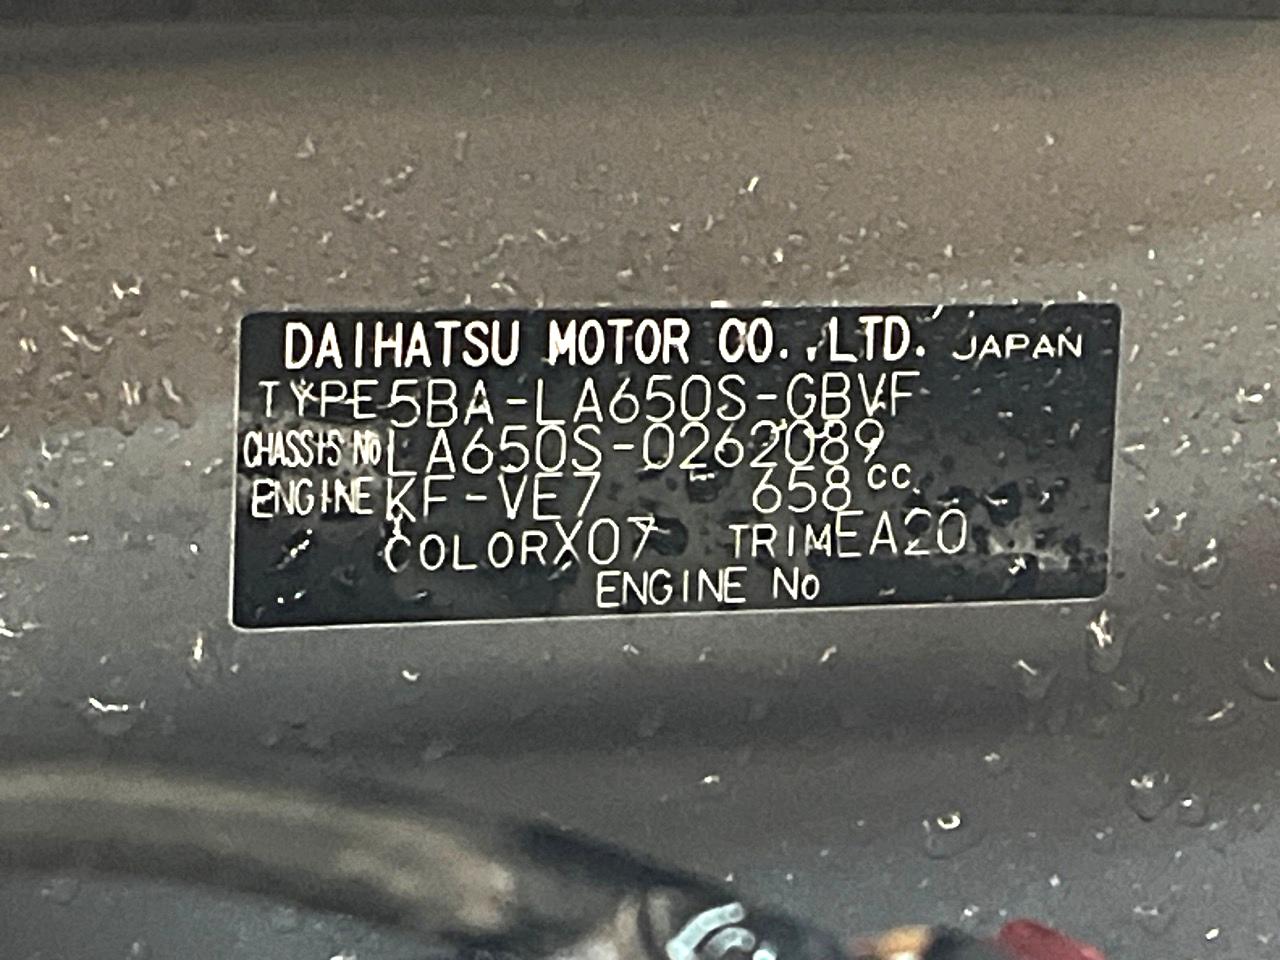 DAIHATSU MOTOR CO.,LTD. JAPAN
TYPE 5BA-LA650S-GBVF
CHASSIS No LA650S-0262089
ENGINE KF-VE7 658cc
COLOR X07 TRIM EA20
ENGINE No